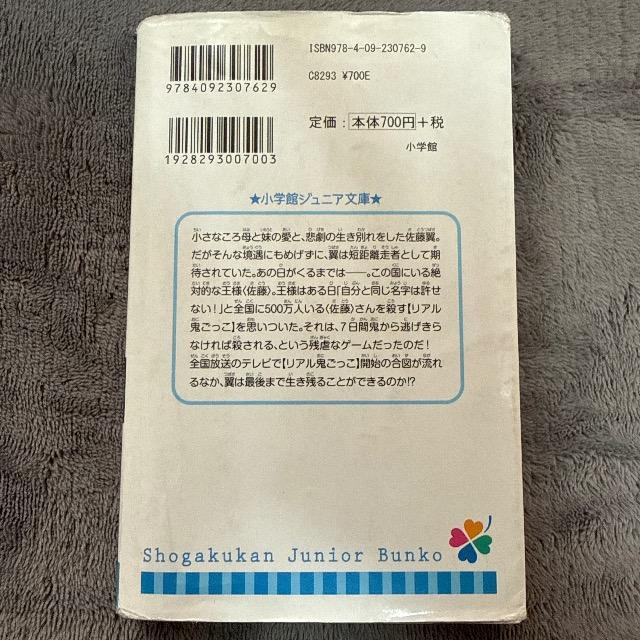 ISBN978-4-09-230762-9
C8293 ¥700E
9784092307629
定価：本体700円＋税
1928293007003
小学館
★小学館ジュニア文庫★
小さなころ母と妹の愛と、悲劇の生き別れをした佐藤翼。
だがそんな境遇にもめげずに、翼は短距離走者として期
待されていた。あの日がくるまでは――。この国にいる絶
対的な王様〈佐藤〉。王様はある日「自分と同じ名字は許せ
ない！」と全国に500万人いる〈佐藤〉さんを殺す【リアル
鬼ごっこ】を思いついた。それは、7日間鬼から逃げきら
なければ殺される、という残虐なゲームだったのだ！
全国放送のテレビで【リアル鬼ごっこ】開始の合図が流れ
るなか、翼は最後まで生き残ることができるのか!?
Shogakukan Junior Bunko